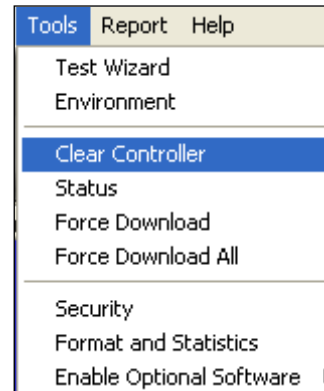 Tools Report Help
Test Wizard
Environment
Clear Controller
Status
Force Download
Force Download All
Security
Format and Statistics
Enable Optional Software